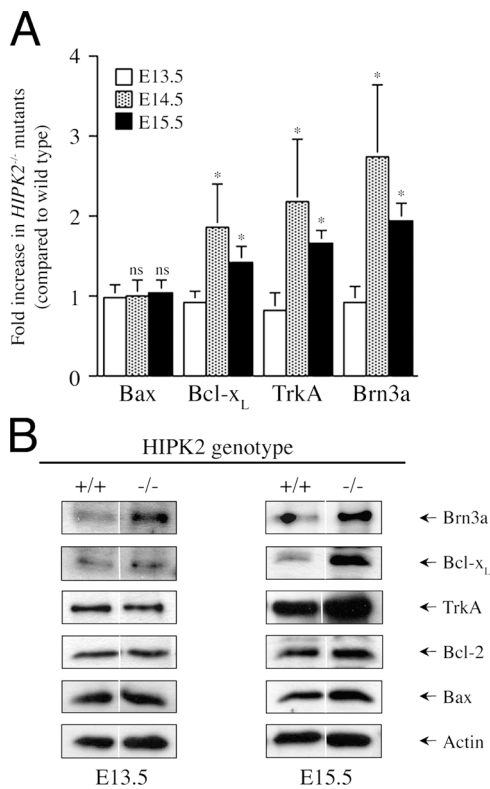 A
Fold increase in HIPK2-/- mutants
(compared to wild type)
4
3
2
1
0
E13.5
E14.5
E15.5
ns ns
* *
* *
* *
Bax Bcl-xL TrkA Brn3a
B
HIPK2 genotype
+/+ -/- +/+ -/-
← Brn3a
← Bcl-xL
← TrkA
← Bcl-2
← Bax
← Actin
E13.5 E15.5